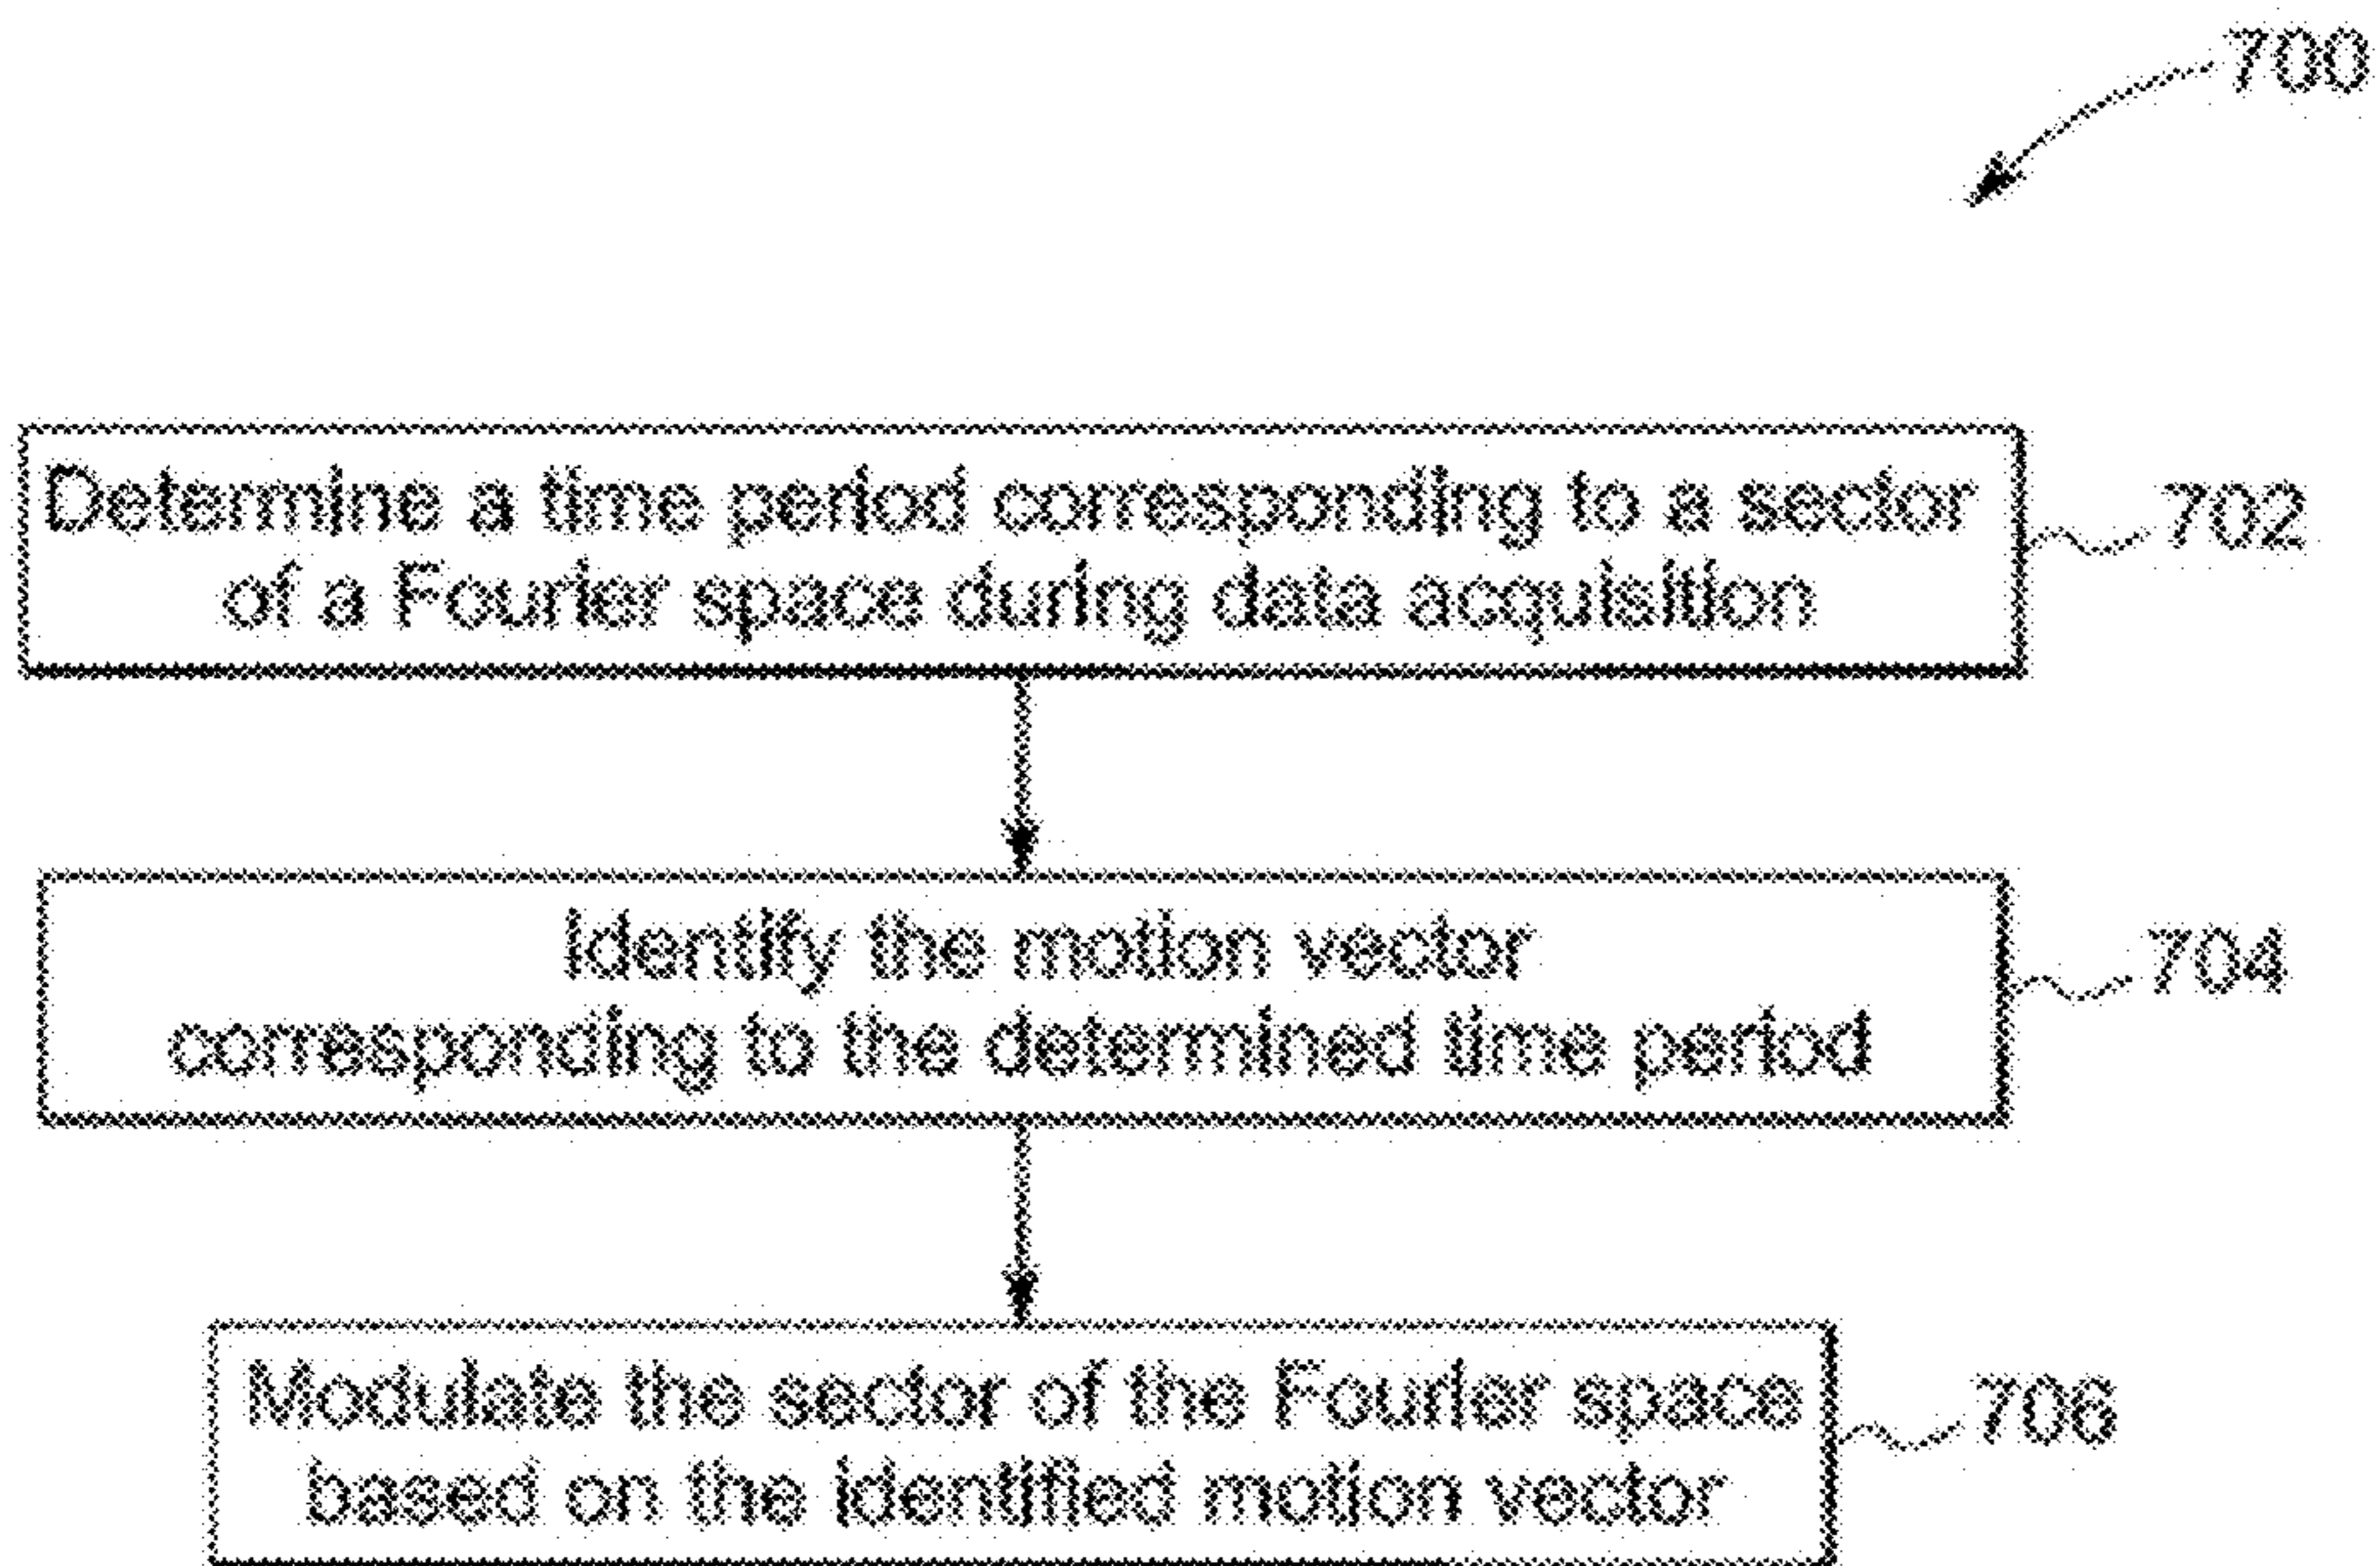 700
Determine a time period corresponding to a sector
of a Fourier space during data acquisition
702
Identify the motion vector
corresponding to the determined time period
704
Modulate the sector of the Fourier space
based on the identified motion vector
706